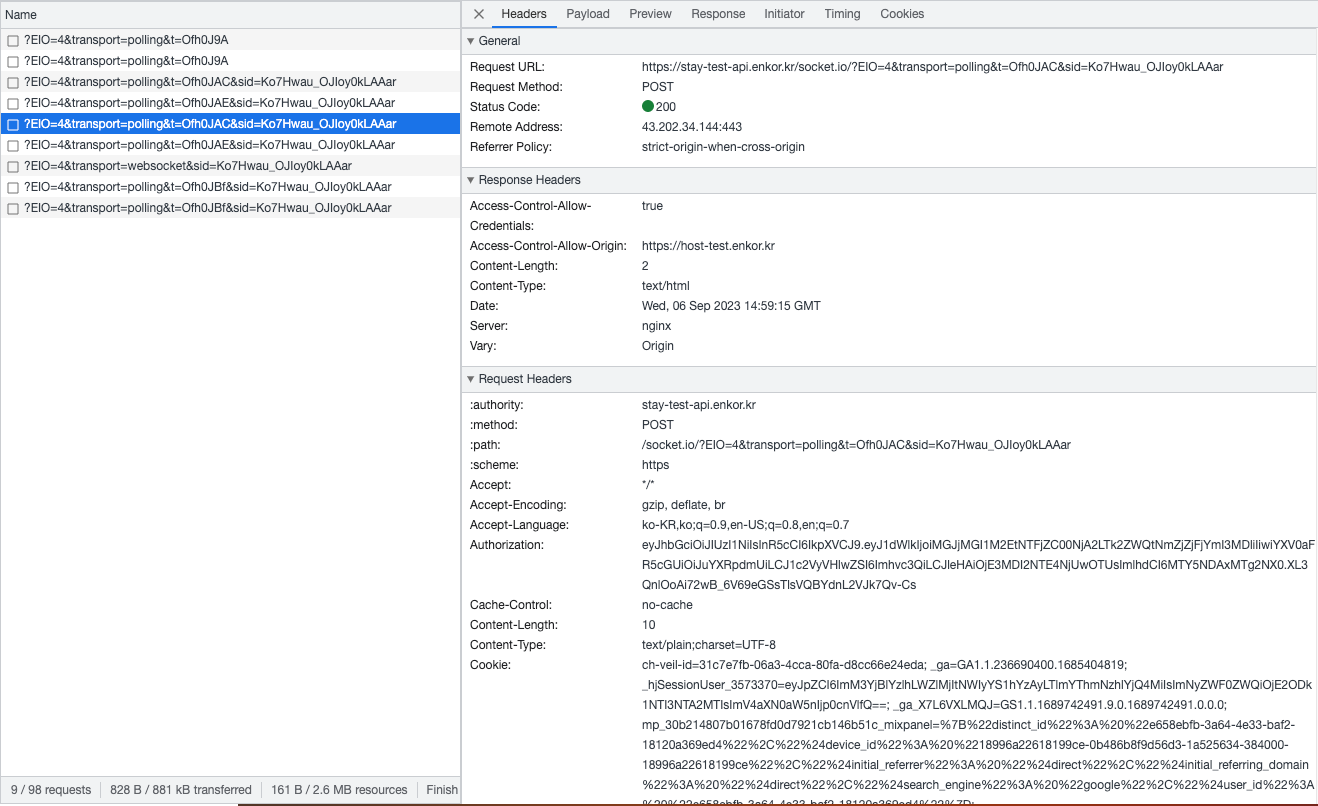 Name
?EIO=4&transport=polling&t=Ofh0J9A
?EIO=4&transport=polling&t=Ofh0J9A
?EIO=4&transport=polling&t=Ofh0JAC&sid=Ko7Hwau_OJIoy0kLAAar
?EIO=4&transport=polling&t=Ofh0JAE&sid=Ko7Hwau_OJIoy0kLAAar
?EIO=4&transport=polling&t=Ofh0JAC&sid=Ko7Hwau_OJIoy0kLAAar
?EIO=4&transport=polling&t=Ofh0JAE&sid=Ko7Hwau_OJIoy0kLAAar
?EIO=4&transport=websocket&sid=Ko7Hwau_OJIoy0kLAAar
?EIO=4&transport=polling&t=Ofh0JBf&sid=Ko7Hwau_OJIoy0kLAAar
?EIO=4&transport=polling&t=Ofh0JBf&sid=Ko7Hwau_OJIoy0kLAAar
9 / 98 requests 828 B / 881 kB transferred 161 B / 2.6 MB resources Finish
Headers Payload Preview Response Initiator Timing Cookies
General
Request URL: https://stay-test-api.enkor.kr/socket.io/?EIO=4&transport=polling&t=Ofh0JAC&sid=Ko7Hwau_OJIoy0kLAAar
Request Method: POST
Status Code: 200
Remote Address: 43.202.34.144:443
Referrer Policy: strict-origin-when-cross-origin
Response Headers
Access-Control-Allow- true
Credentials:
Access-Control-Allow-Origin: https://host-test.enkor.kr
Content-Length: 2
Content-Type: text/html
Date: Wed, 06 Sep 2023 14:59:15 GMT
Server: nginx
Vary: Origin
Request Headers
:authority: stay-test-api.enkor.kr
:method: POST
:path: /socket.io/?EIO=4&transport=polling&t=Ofh0JAC&sid=Ko7Hwau_OJIoy0kLAAar
:scheme: https
Accept: */*
Accept-Encoding: gzip, deflate, br
Accept-Language: ko-KR,ko;q=0.9,en-US;q=0.8,en;q=0.7
Authorization: eyJhbGciOiJIUzI1NiIsInR5cCI6IkpXVCJ9.eyJ1dWlkIjoiMGJjMGI1M2EtNTFjZC00NjA2LTk2ZWQtNmZjZjFjYmI3MDliIiwiYXV0aF
R5cGUiOiJuYXRpdmUiLCJ1c2VyVHlwZSI6Imhvc3QiLCJleHAiOjE3MDI2NTE4NjUwOTUsImlhdCI6MTY5NDAxMTg2NX0.XL3
QnlOoAi72wB_6V69eGSsTlsVQBYdnL2VJk7Qv-Cs
Cache-Control: no-cache
Content-Length: 10
Content-Type: text/plain;charset=UTF-8
Cookie: ch-veil-id=31c7e7fb-06a3-4cca-80fa-d8cc66e24eda; _ga=GA1.1.236690400.1685404819;
_hjSessionUser_3573370=eyJpZCI6ImM3YjBlYzlhLWZlMjItNWIyYS1hYzAyLTlmYThmNzhlYjQ4MiIsImNyZWF0ZWQiOjE2ODk
1NTI3NTA2MTIsImV4aXN0aW5nIjp0cnVlfQ==; _ga_X7L6VXLMQJ=GS1.1.1689742491.9.0.1689742491.0.0.0;
mp_30b214807b01678fd0d7921cb146b51c_mixpanel=%7B%22distinct_id%22%3A%20%22e658ebfb-3a64-4e33-baf2-
18120a369ed4%22%2C%22%24device_id%22%3A%20%2218996a22618199ce-0b486b8f9d56d3-1a525634-384000-
18996a22618199ce%22%2C%22%24initial_referrer%22%3A%20%22%24direct%22%2C%22%24initial_referring_domain
%22%3A%20%22%24direct%22%2C%22%24search_engine%22%3A%20%22google%22%2C%22%24user_id%22%3A
%20%22e658ebfb-3a64-4e33-baf2-18120a369ed4%22%7D;